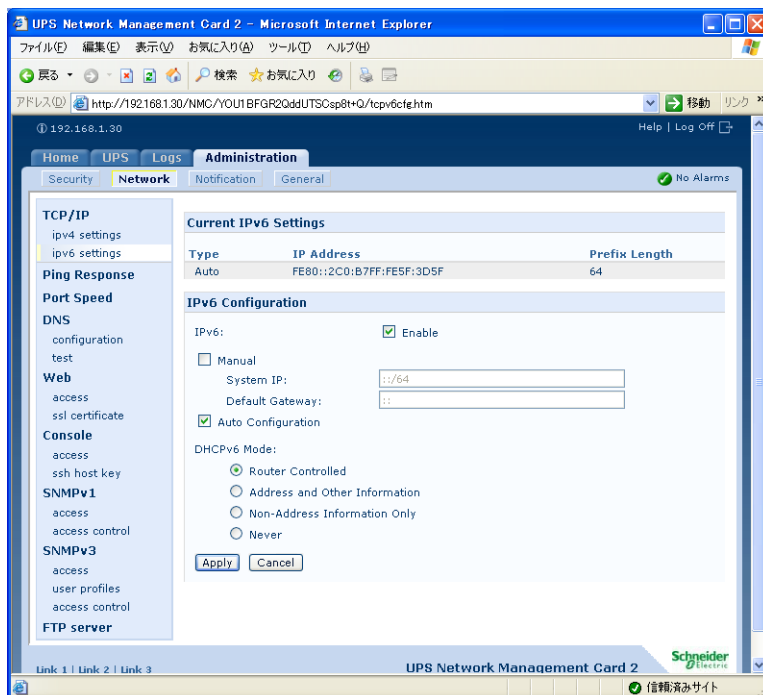 UPS Network Management Card 2 - Microsoft Internet Explorer
ファイル(F) 編集(E) 表示(V) お気に入り(A) ツール(T) ヘルプ(H)
戻る 検索 お気に入り
アドレス(D) http://192.168.1.30/NMC/YOU1BFGR2QddUTSCsp8t+Q/tcpv6cfg.htm 移動 リンク »
192.168.1.30 Help | Log Off
Home UPS Logs Administration
Security Network Notification General No Alarms
TCP/IP
ipv4 settings
ipv6 settings
Ping Response
Port Speed
DNS
configuration
test
Web
access
ssl certificate
Console
access
ssh host key
SNMPv1
access
access control
SNMPv3
access
user profiles
access control
FTP server
Current IPv6 Settings
Type IP Address Prefix Length
Auto FE80::2C0:B7FF:FE5F:3D5F 64
IPv6 Configuration
IPv6: Enable
Manual
System IP: ::/64
Default Gateway: ::
Auto Configuration
DHCPv6 Mode:
Router Controlled
Address and Other Information
Non-Address Information Only
Never
Apply Cancel
Link 1 | Link 2 | Link 3 UPS Network Management Card 2 Schneider Electric
信頼済みサイト